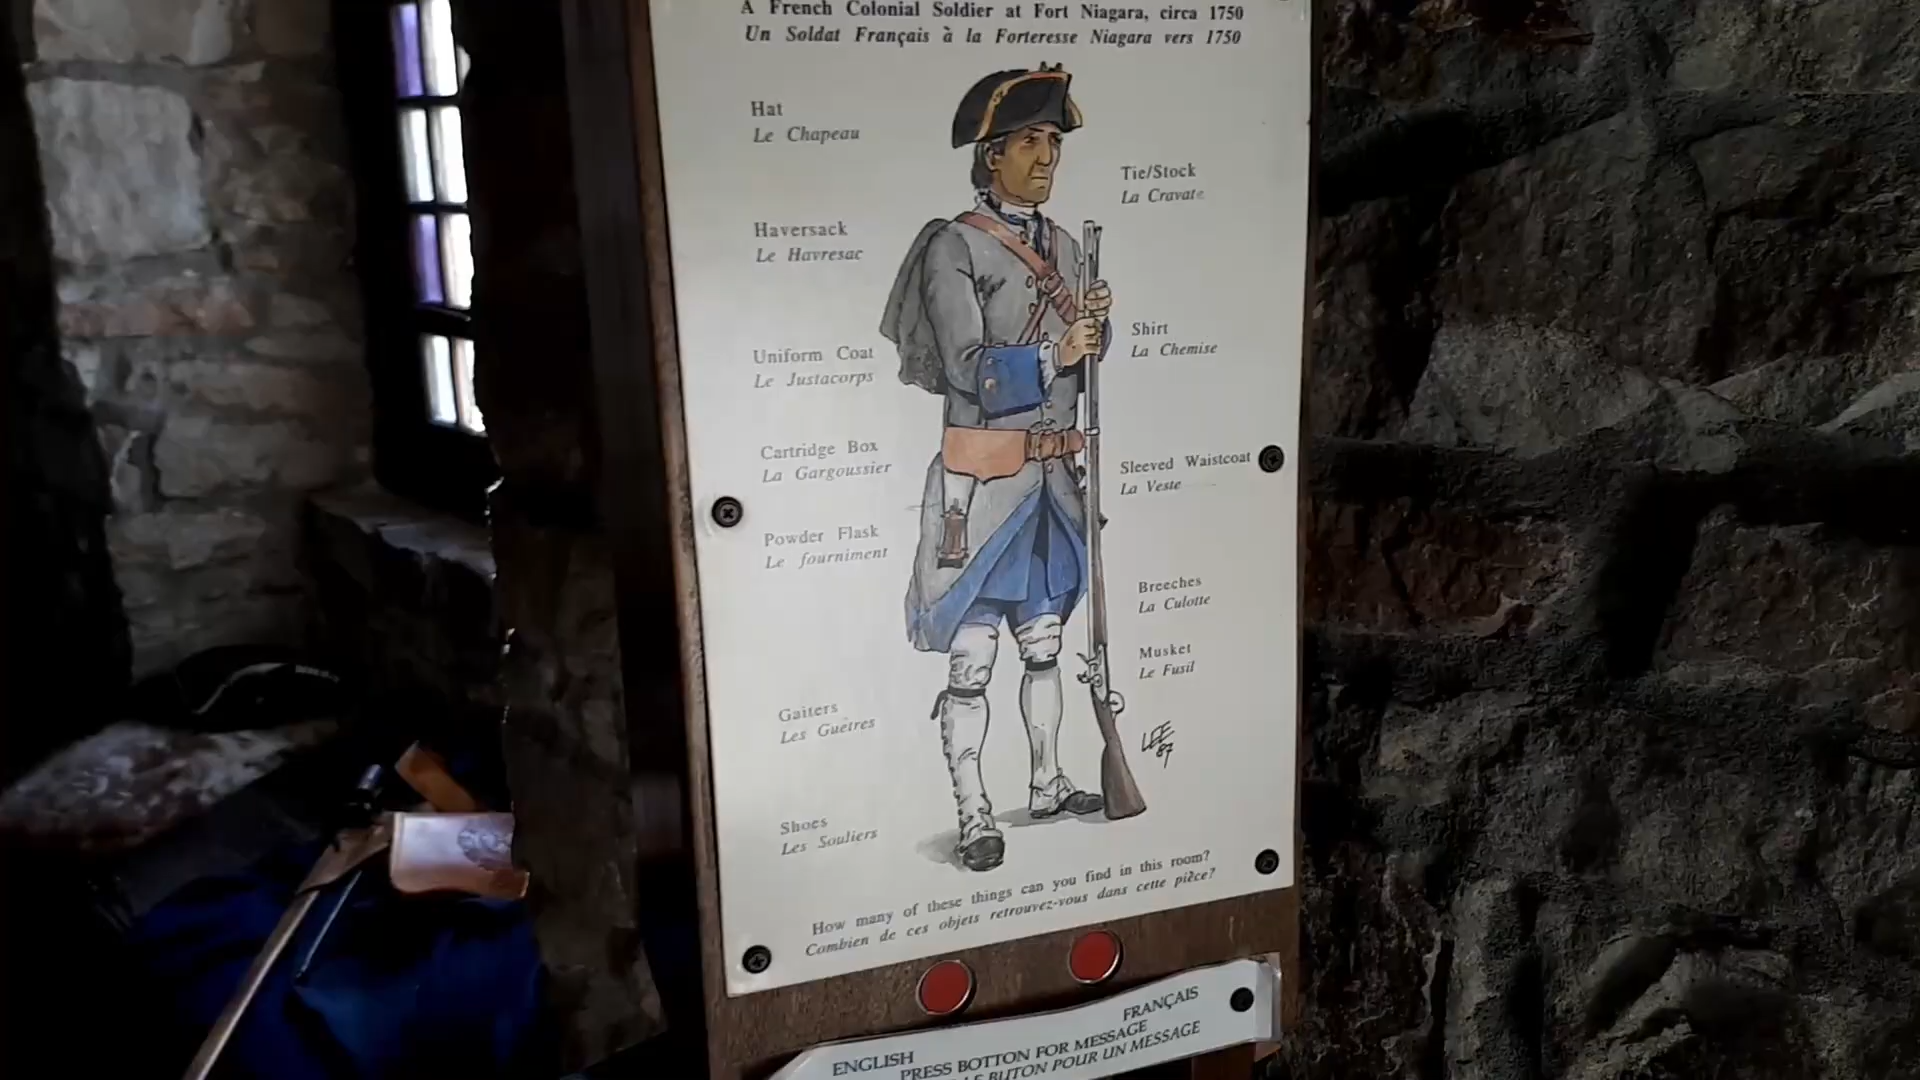 A French Colonial Soldier at Fort Niagara, circa 1750
Un Soldat Français à la Forteresse Niagara vers 1750
Hat
Le Chapeau
Tie/Stock
La Cravate
Haversack
Le Havresac
Shirt
La Chemise
Uniform Coat
Le Justacorps
Cartridge Box
La Gargoussier
Sleeved Waistcoat
La Veste
Powder Flask
Le fourniment
Breeches
La Culotte
Musket
Le Fusil
Gaiters
Les Guêtres
LEE
87
Shoes
Les Souliers
How many of these things can you find in this room?
Combien de ces objets retrouvez-vous dans cette pièce?
ENGLISH
FRANÇAIS
PRESS BOTTON FOR MESSAGE
LE BUTON POUR UN MESSAGE